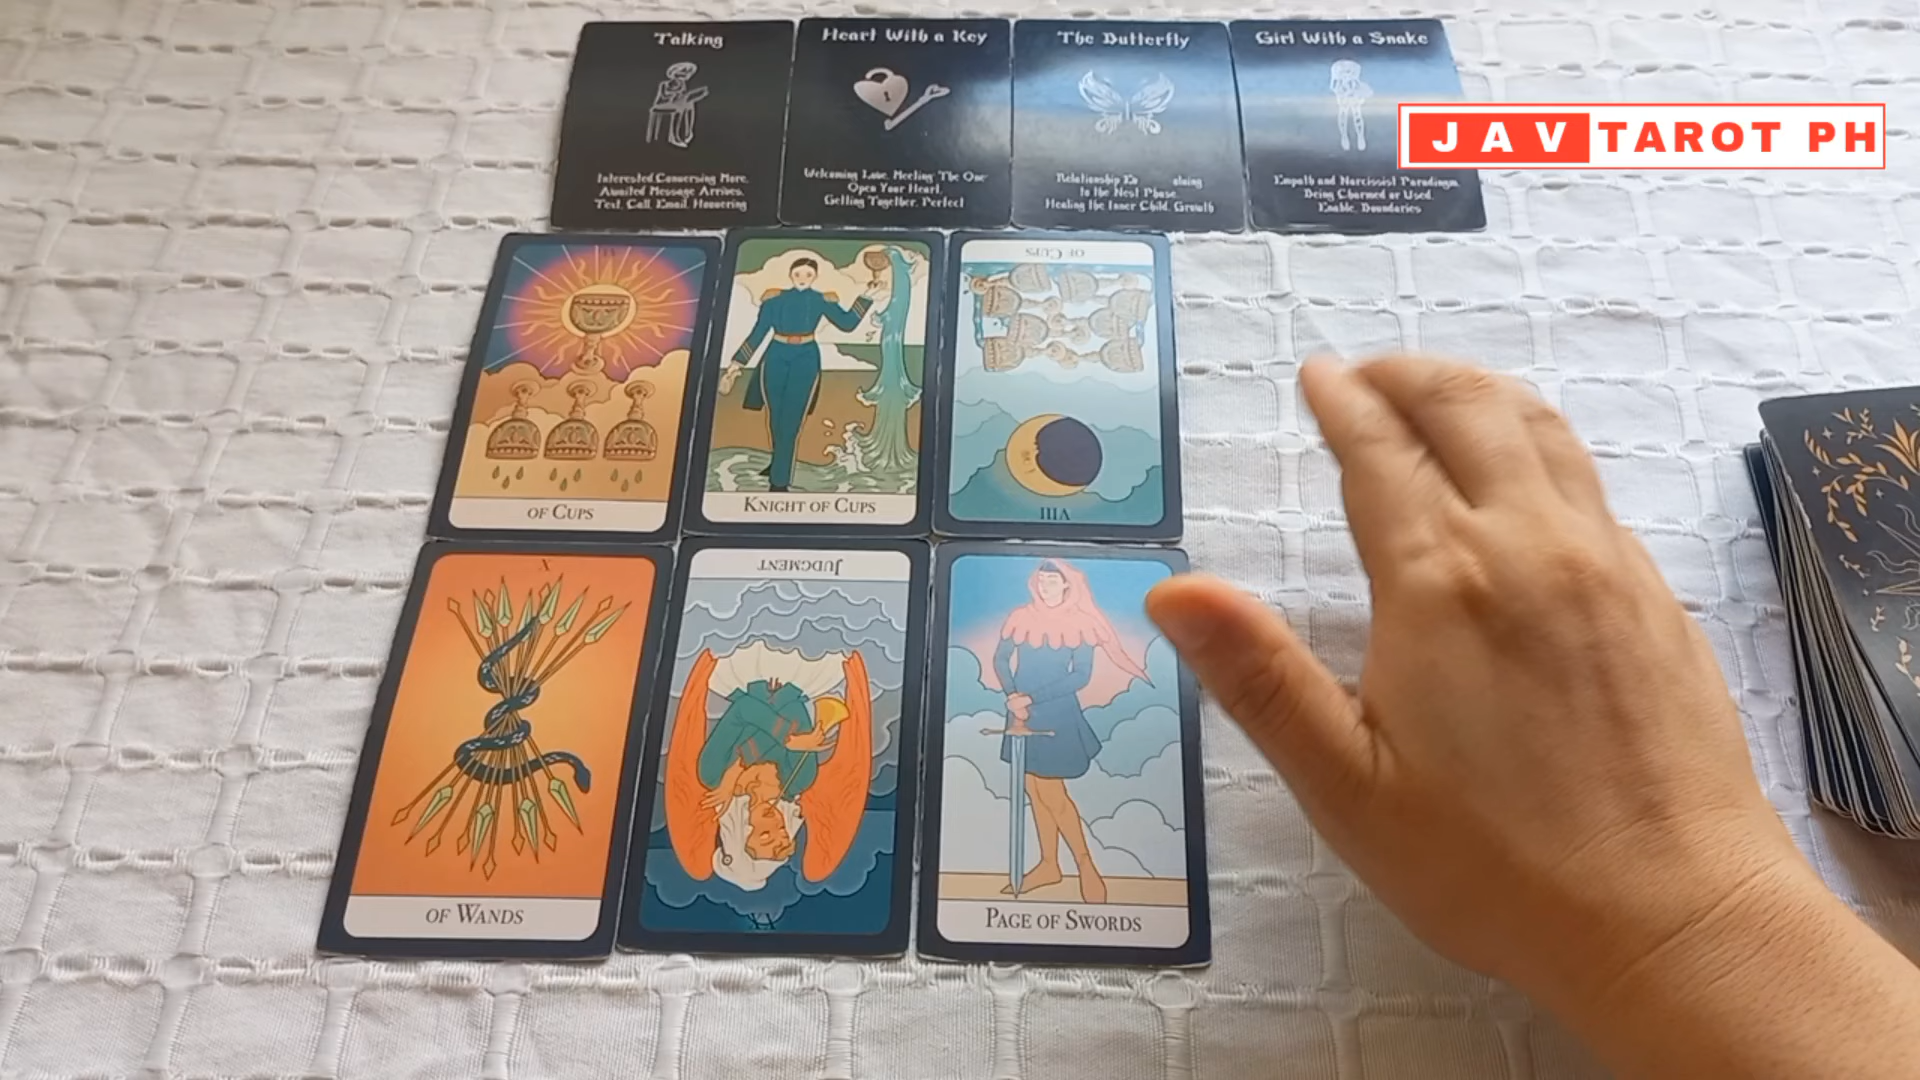 Talking
Interested Conversing More.
Awaited Message Arrives.
Text. Call. Email. Hoovering
Heart With a Key
Welcoming Love. Meeting The One
Open Your Heart.
Getting Together. Perfect
The Butterfly
Relationship
to the Next Phase
Healing the Inner Child. Growth
Girl With a Snake
Empath and Narcissist Paradigm.
Being Charmed or Used.
Enable. Boundaries
JAV TAROT PH
OF CUPS
KNIGHT OF CUPS
OF CUPS
VIII
X
OF WANDS
JUDGMENT
XX
PAGE OF SWORDS